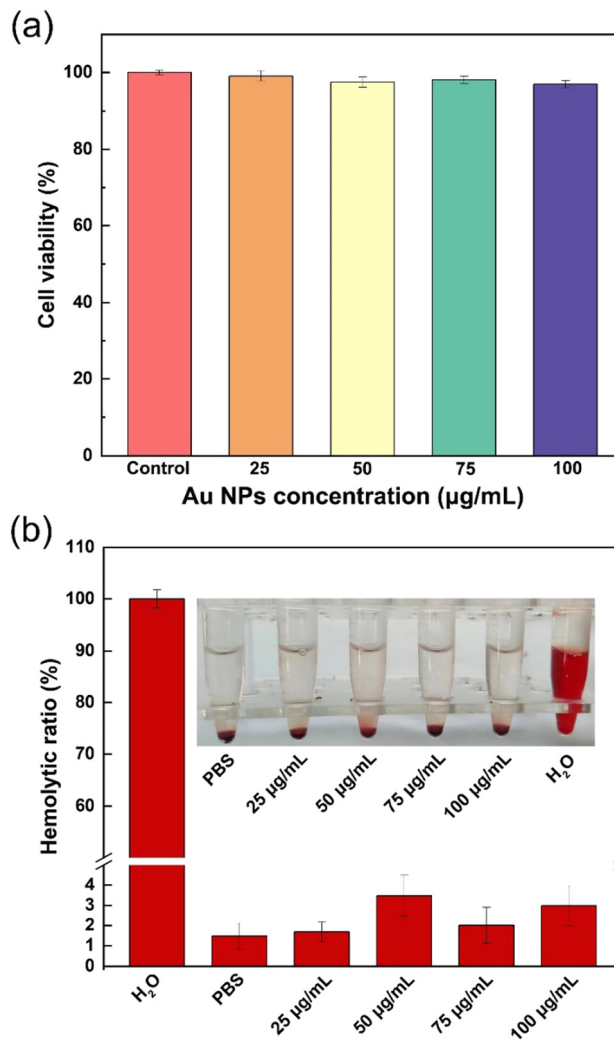 (a)
Cell viability (%)
100
80
60
40
20
0
Control 25 50 75 100
Au NPs concentration (μg/mL)
(b)
Hemolytic ratio (%)
110
100
90
80
70
60
4
3
2
1
0
PBS 25 μg/mL 50 μg/mL 75 μg/mL 100 μg/mL H₂O
H₂O PBS 25 μg/mL 50 μg/mL 75 μg/mL 100 μg/mL